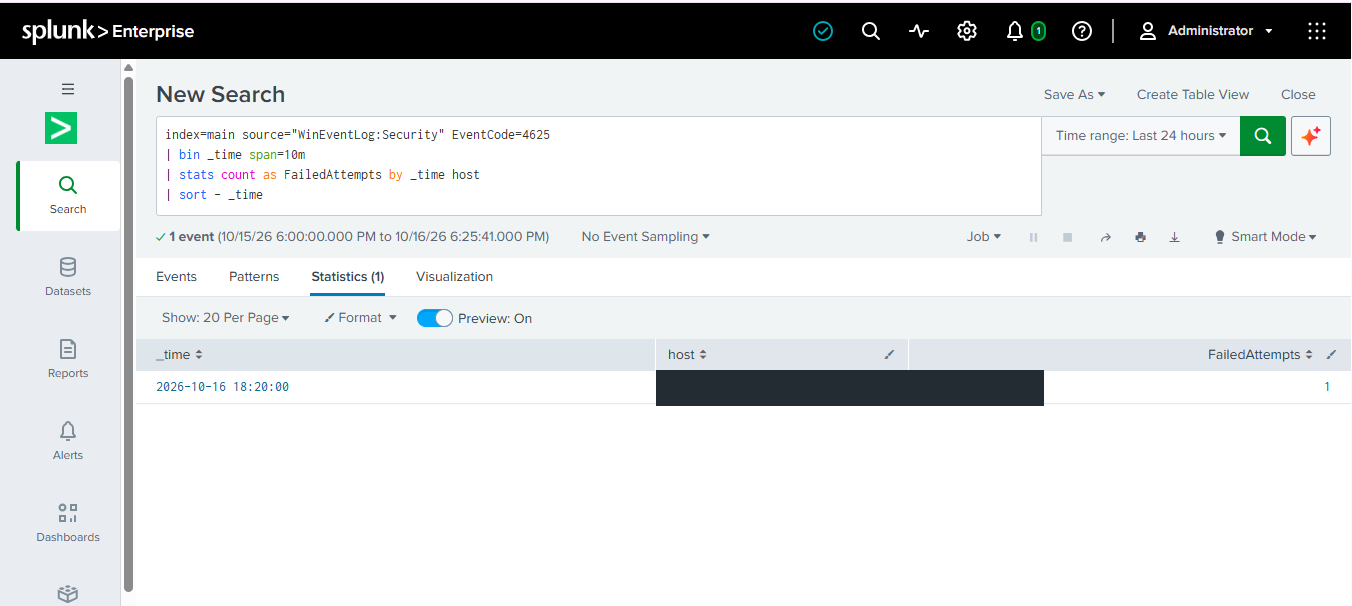 splunk>Enterprise
1
Administrator
New Search
Save As
Create Table View
Close
index=main source="WinEventLog:Security" EventCode=4625
| bin _time span=10m
| stats count as FailedAttempts by _time host
| sort - _time
Time range: Last 24 hours
1 event (10/15/26 6:00:00.000 PM to 10/16/26 6:25:41.000 PM)
No Event Sampling
Job
Smart Mode
Events
Patterns
Statistics (1)
Visualization
Show: 20 Per Page
Format
Preview: On
_time
host
FailedAttempts
2026-10-16 18:20:00
1
Search
Datasets
Reports
Alerts
Dashboards